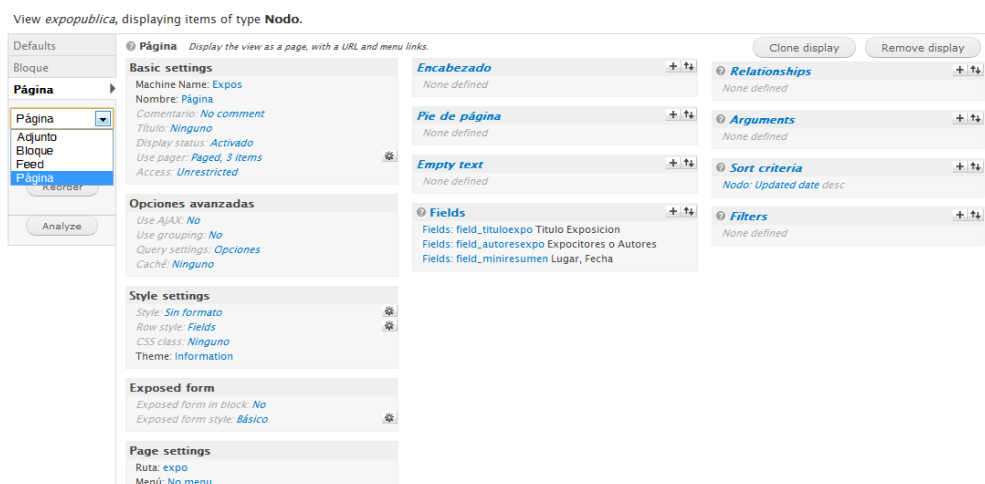 View expopublica, displaying items of type Nodo.
Defaults
Bloque
Página
Página
Adjunto
Bloque
Feed
Página
Reorder
Analyze
Página Display the view as a page, with a URL and menu links.
Clone display
Remove display
Basic settings
Machine Name: Expos
Nombre: Página
Comentario: No comment
Título: Ninguno
Display status: Activado
Use pager: Paged, 3 items
Access: Unrestricted
Opciones avanzadas
Use AJAX: No
Use grouping: No
Query settings: Opciones
Caché: Ninguno
Style settings
Style: Sin formato
Row style: Fields
CSS class: Ninguno
Theme: Information
Exposed form
Exposed form in block: No
Exposed form style: Básico
Page settings
Ruta: expo
Menú: No menu
Encabezado
None defined
Pie de página
None defined
Empty text
None defined
Fields
Fields: field_tituloexpo Titulo Exposicion
Fields: field_autoresexpo Expocitores o Autores
Fields: field_miniresumen Lugar, Fecha
Relationships
None defined
Arguments
None defined
Sort criteria
Nodo: Updated date desc
Filters
None defined